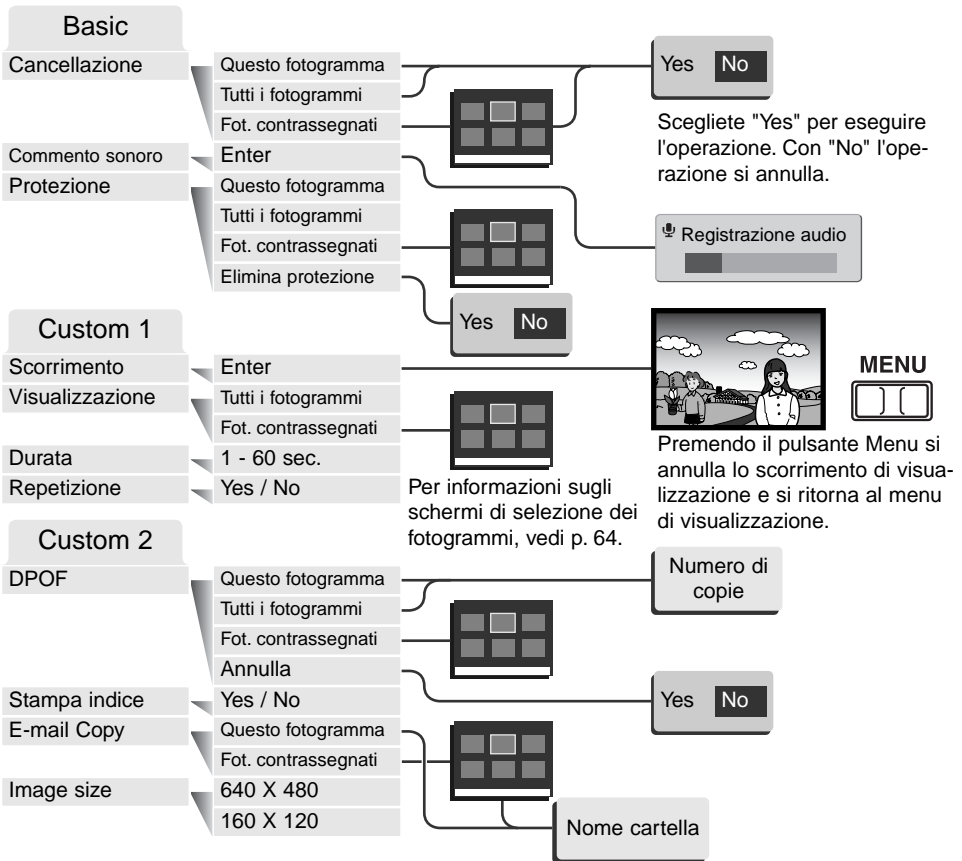 Basic
Cancellazione
Questo fotogramma
Tutti i fotogrammi
Fot. contrassegnati
Yes No
Scegliete "Yes" per eseguire
l'operazione. Con "No" l'ope-
razione si annulla.
Commento sonoro
Enter
Registrazione audio
Protezione
Questo fotogramma
Tutti i fotogrammi
Fot. contrassegnati
Elimina protezione
Yes No
Custom 1
Scorrimento
Enter
MENU
Premendo il pulsante Menu si
annulla lo scorrimento di visua-
lizzazione e si ritorna al menu
di visualizzazione.
Visualizzazione
Tutti i fotogrammi
Fot. contrassegnati
Durata
1 - 60 sec.
Repetizione
Yes / No
Per informazioni sugli
schermi di selezione dei
fotogrammi, vedi p. 64.
Custom 2
DPOF
Questo fotogramma
Tutti i fotogrammi
Fot. contrassegnati
Annulla
Numero di
copie
Yes No
Stampa indice
Yes / No
E-mail Copy
Questo fotogramma
Fot. contrassegnati
Image size
640 X 480
160 X 120
Nome cartella